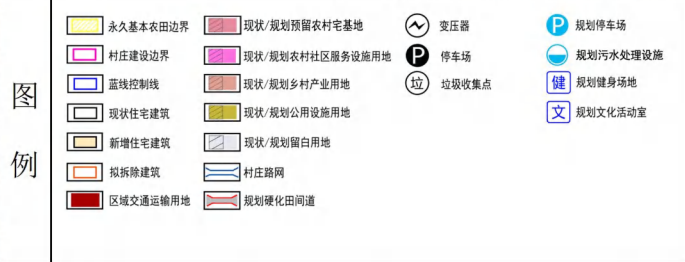 图例
永久基本农田边界
村庄建设边界
蓝线控制线
现状住宅建筑
新增住宅建筑
拟拆除建筑
区域交通运输用地
现状/规划预留农村宅基地
现状/规划农村社区服务设施用地
现状/规划乡村产业用地
现状/规划公用设施用地
现状/规划留白用地
村庄路网
规划硬化田间道
变压器
P 停车场
垃 垃圾收集点
P 规划停车场
规划污水处理设施
健 规划健身场地
文 规划文化活动室